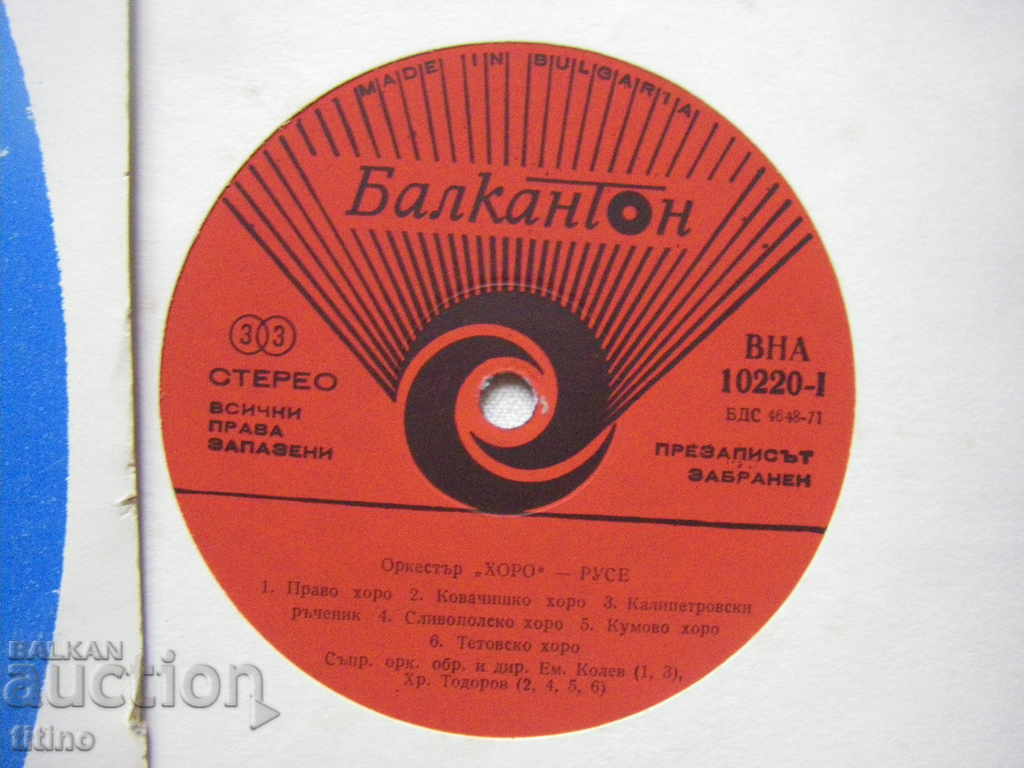 MADE IN BULGARIA
Балкантон
33
СТЕРЕО
ВСИЧКИ
ПРАВА
ЗАПАЗЕНИ
ВНА
10220-I
БДС 4648-71
ПРЕЗАПИСЪТ
ЗАБРАНЕН
Оркестър „ХОРО" — РУСЕ
1. Право хоро 2. Ковачишко хоро 3. Калипетровски
ръченик 4. Сливополско хоро 5. Кумово хоро
6. Тетовско хоро
Съпр. орк. обр. и дир. Ем. Колев (1, 3),
Хр. Тодоров (2, 4, 5, 6)
BALKAN
auction
titino